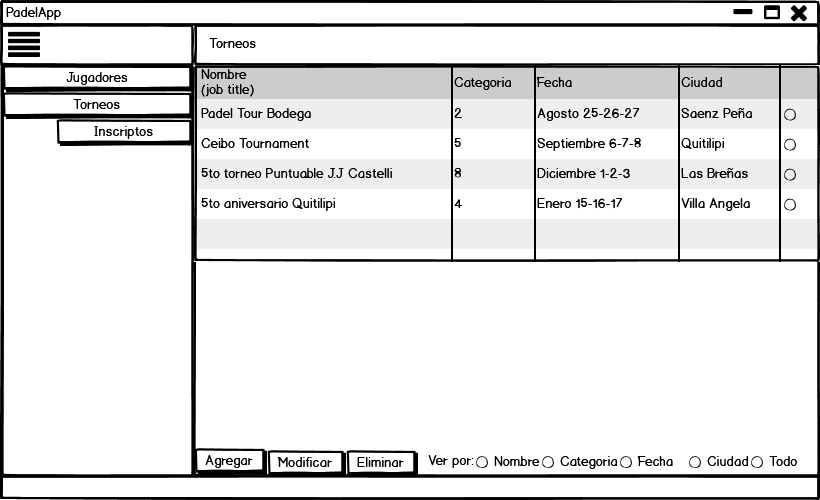 PadelApp
Torneos
Jugadores
Torneos
Inscriptos
Nombre
(job title)
Categoria
Fecha
Ciudad
Padel Tour Bodega 2 Agosto 25-26-27 Saenz Peña
Ceibo Tournament 5 Septiembre 6-7-8 Quitilipi
5to torneo Puntuable J.J Castelli 8 Diciembre 1-2-3 Las Breñas
5to aniversario Quitilipi 4 Enero 15-16-17 Villa Angela
Agregar Modificar Eliminar Ver por: Nombre Categoria Fecha Ciudad Todo